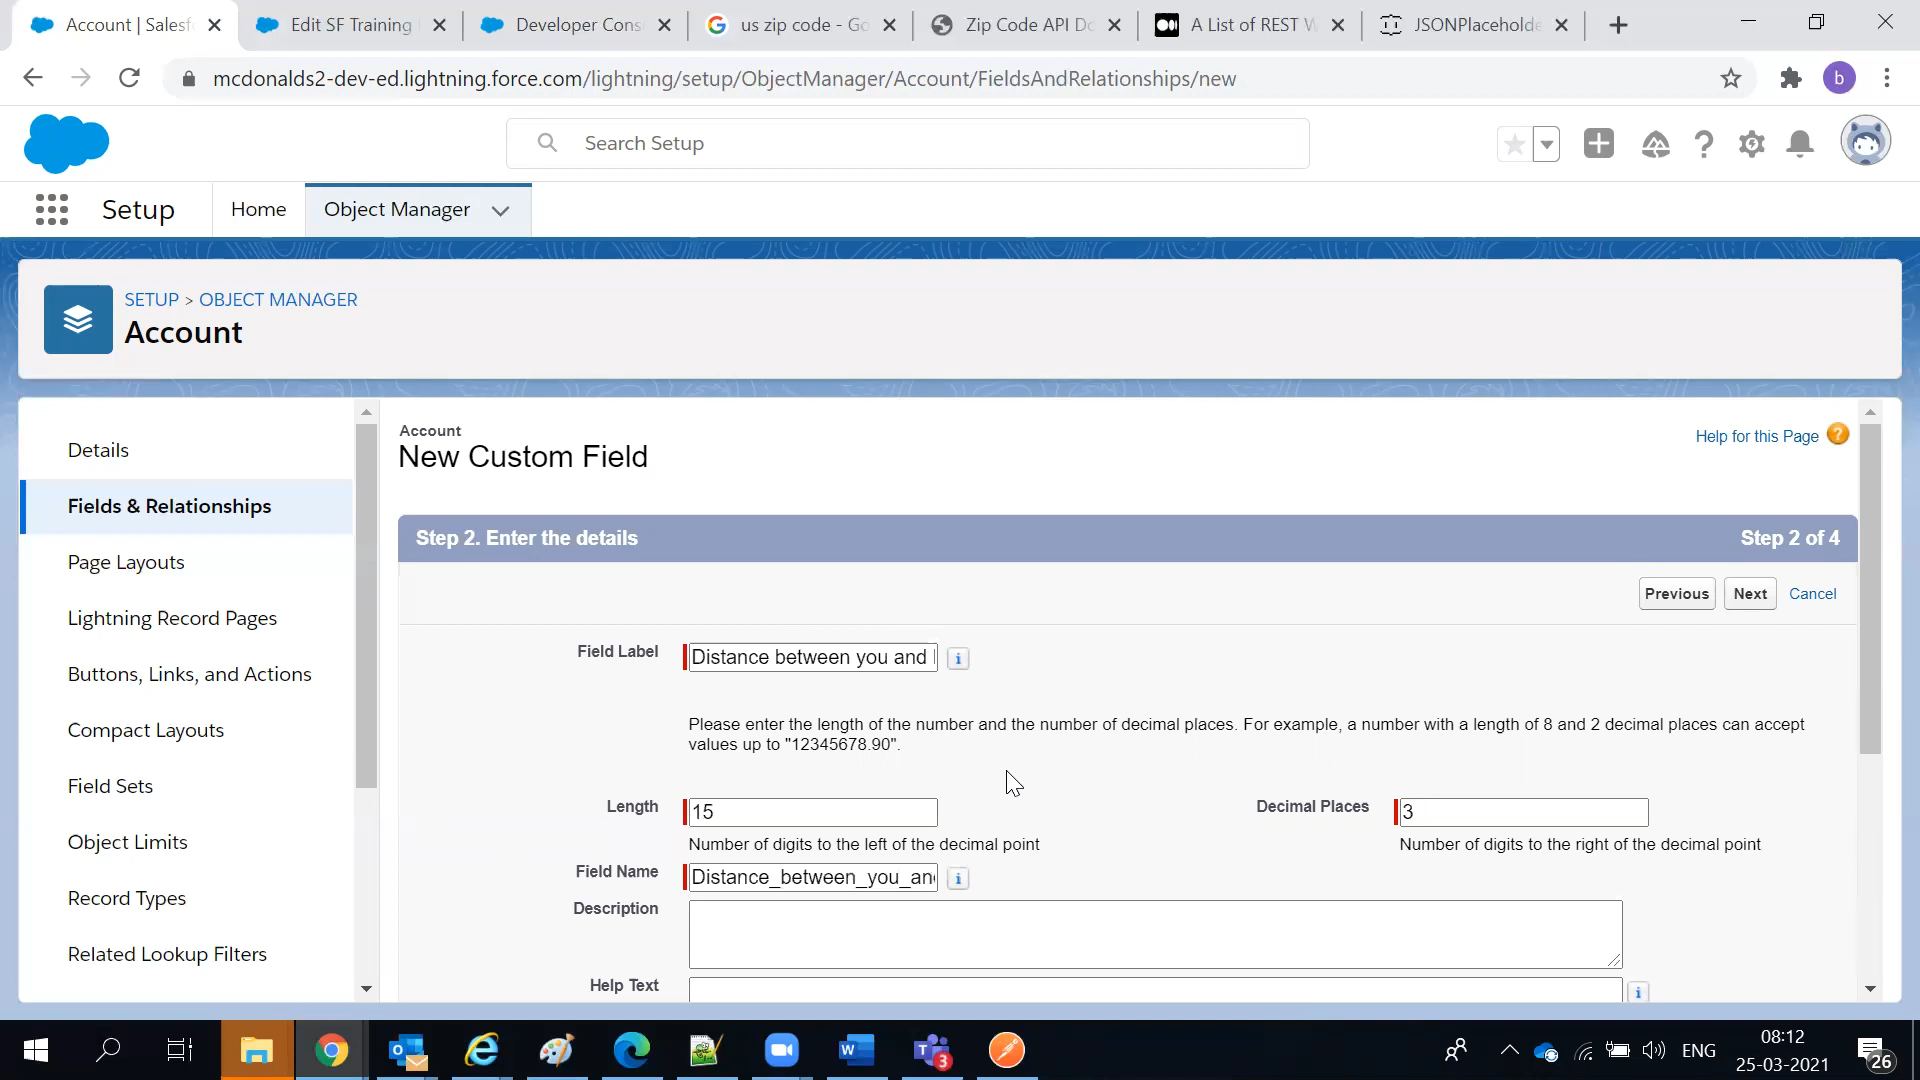 Account | Salesf
Edit SF Training
Developer Cons
us zip code - Go
Zip Code API Do
A List of REST W
JSONPlaceholde
mcdonalds2-dev-ed.lightning.force.com/lightning/setup/ObjectManager/Account/FieldsAndRelationships/new
b
Search Setup
Setup
Home
Object Manager
SETUP > OBJECT MANAGER
Account
Details
Fields & Relationships
Page Layouts
Lightning Record Pages
Buttons, Links, and Actions
Compact Layouts
Field Sets
Object Limits
Record Types
Related Lookup Filters
Account
New Custom Field
Help for this Page
Step 2. Enter the details
Step 2 of 4
Previous
Next
Cancel
Field Label
Distance between you and
Please enter the length of the number and the number of decimal places. For example, a number with a length of 8 and 2 decimal places can accept
values up to "12345678.90".
Length
15
Decimal Places
3
Number of digits to the left of the decimal point
Number of digits to the right of the decimal point
Field Name
Distance_between_you_an
Description
Help Text
3
ENG
08:12
25-03-2021
26